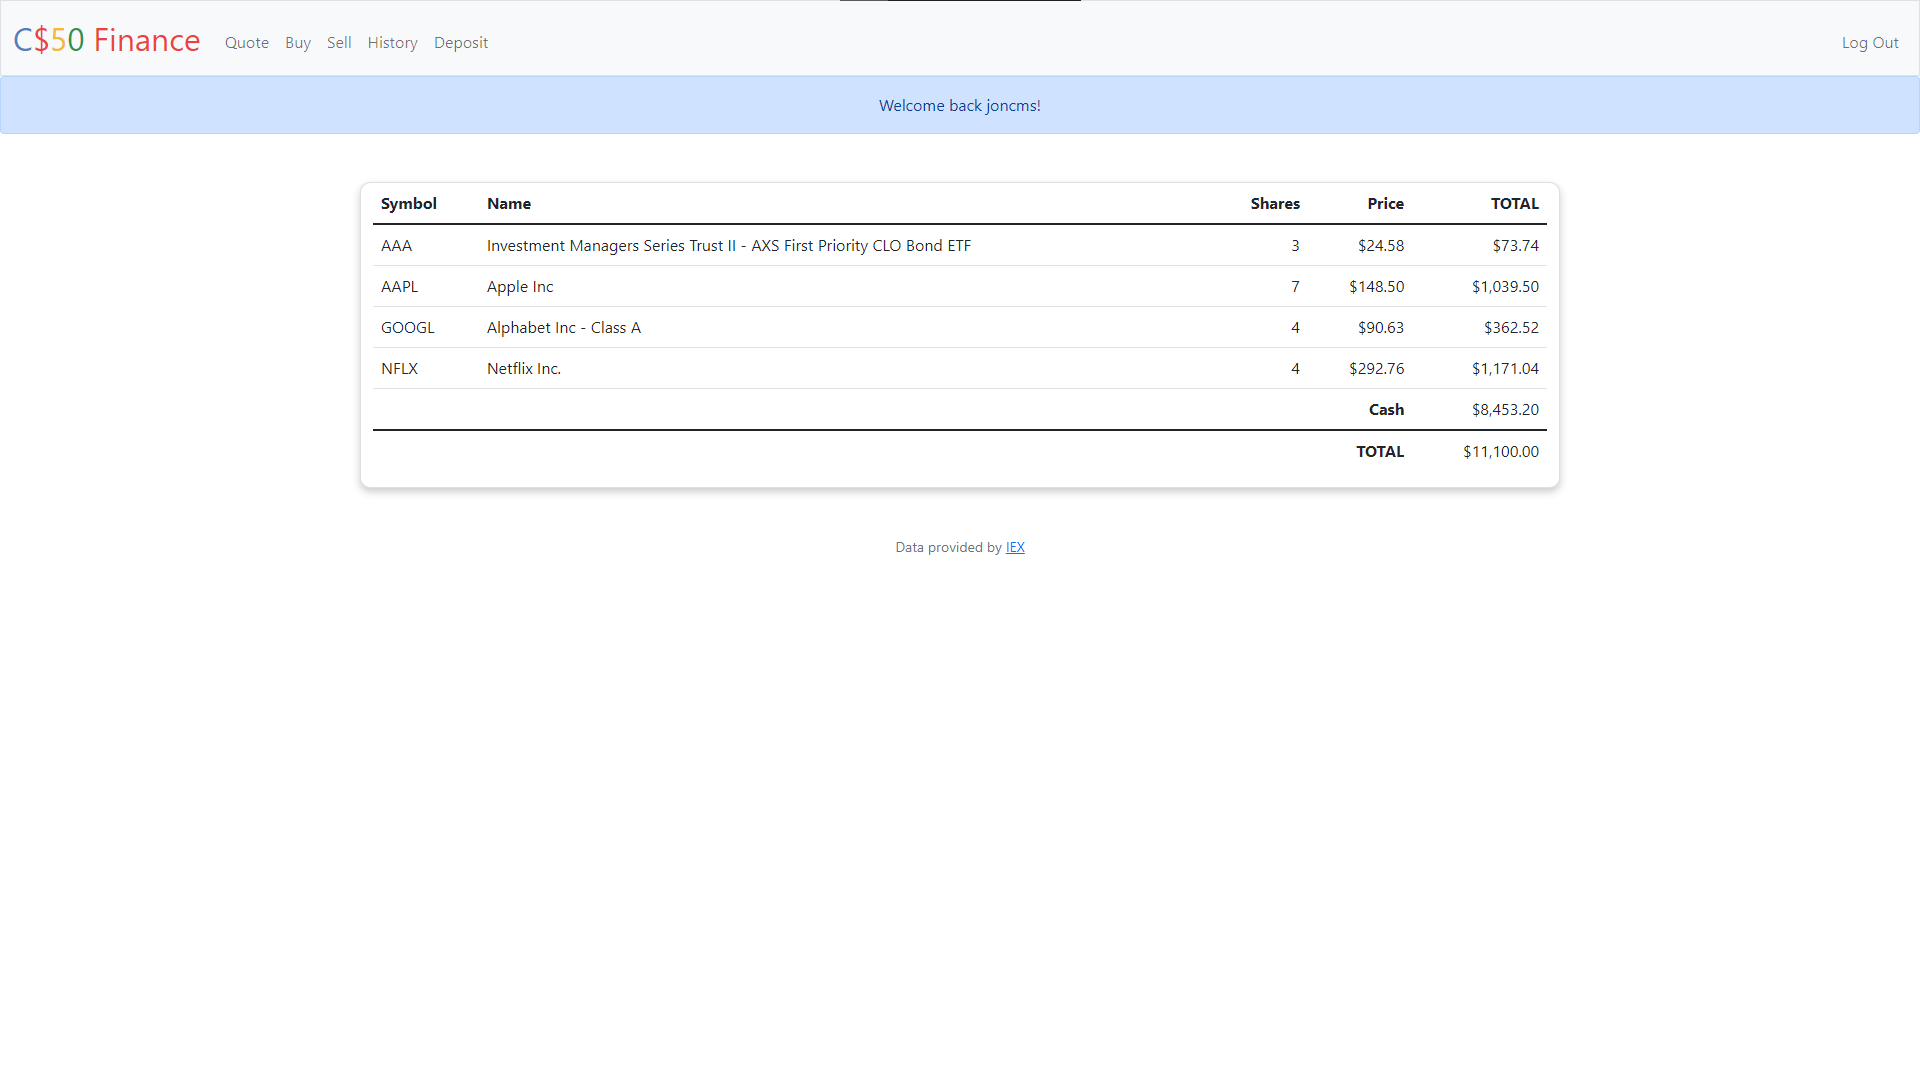 C$50 Finance Quote Buy Sell History Deposit Log Out
Welcome back joncms!
Symbol Name Shares Price TOTAL
AAA Investment Managers Series Trust II - AXS First Priority CLO Bond ETF 3 $24.58 $73.74
AAPL Apple Inc 7 $148.50 $1,039.50
GOOGL Alphabet Inc - Class A 4 $90.63 $362.52
NFLX Netflix Inc. 4 $292.76 $1,171.04
Cash $8,453.20
TOTAL $11,100.00
Data provided by IEX